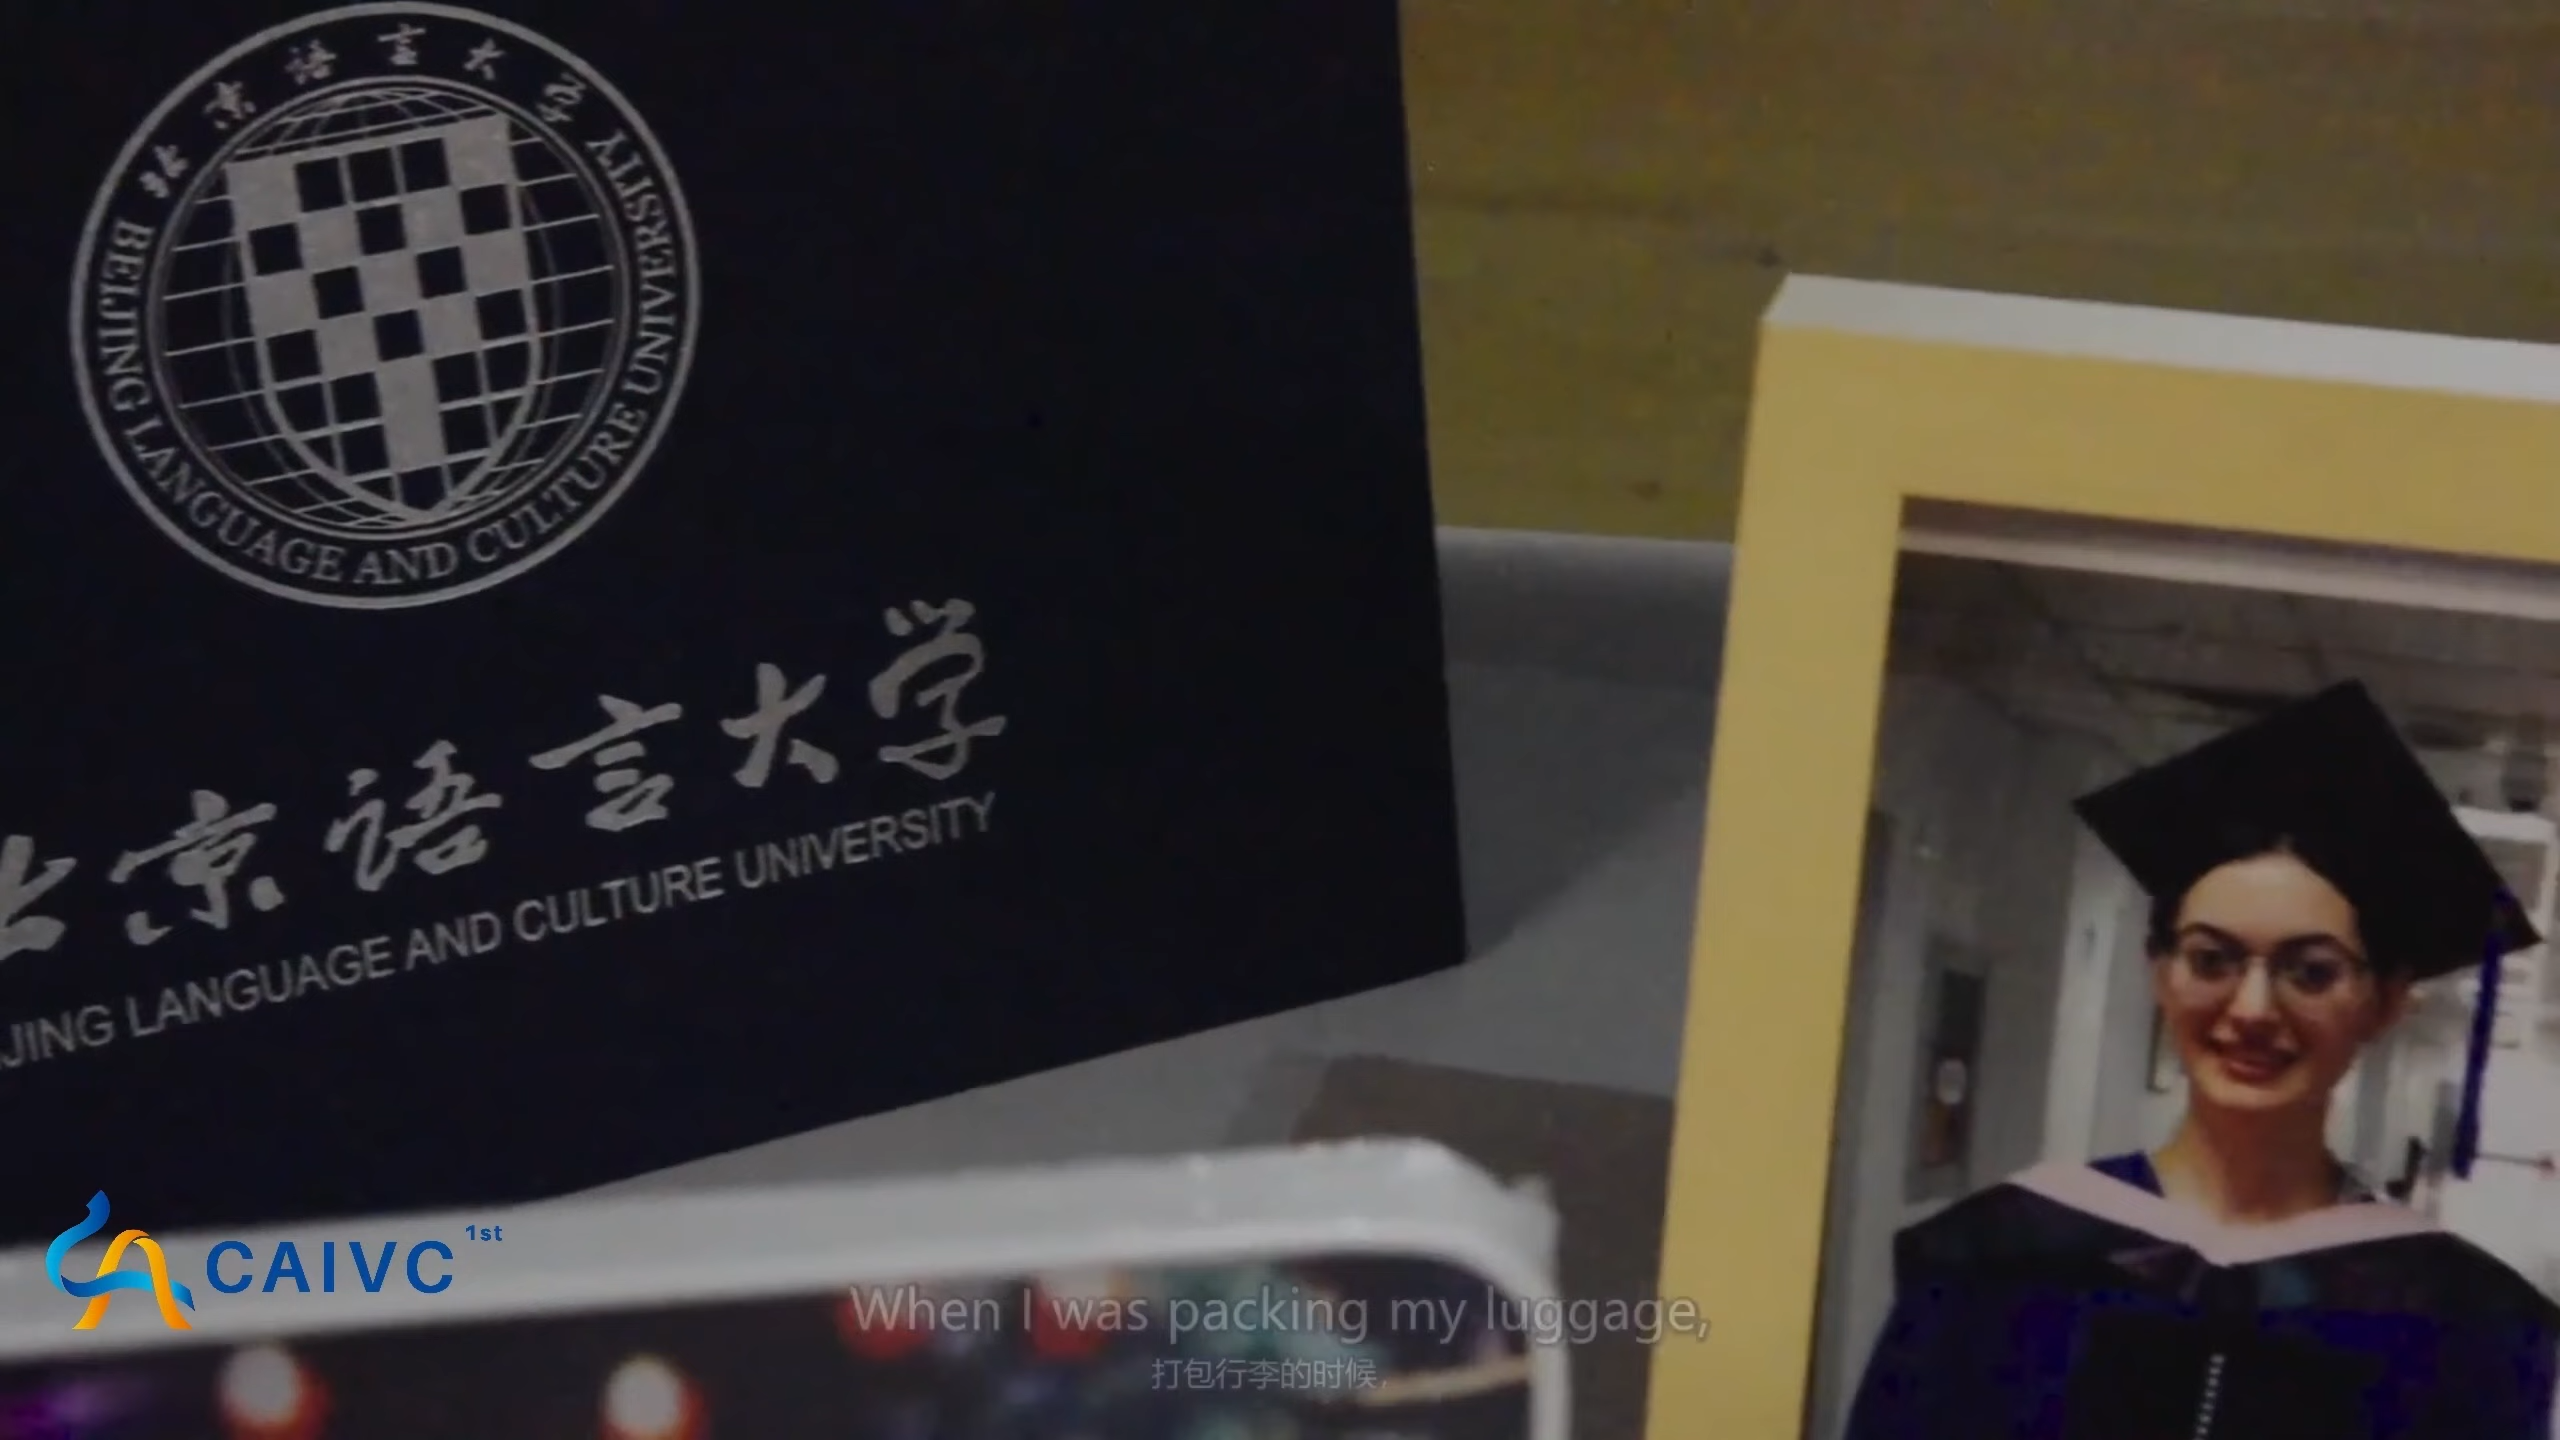 北京语言大学 BEIJING LANGUAGE AND CULTURE UNIVERSITY
北京语言大学
JING LANGUAGE AND CULTURE UNIVERSITY
CAIVC 1st
When I was packing my luggage,
打包行李的时候,